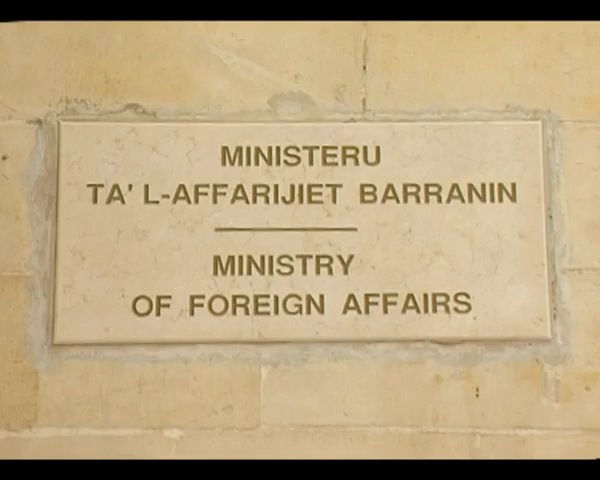 MINISTERU
TA' L-AFFARIJIET BARRANIN
MINISTRY
OF FOREIGN AFFAIRS